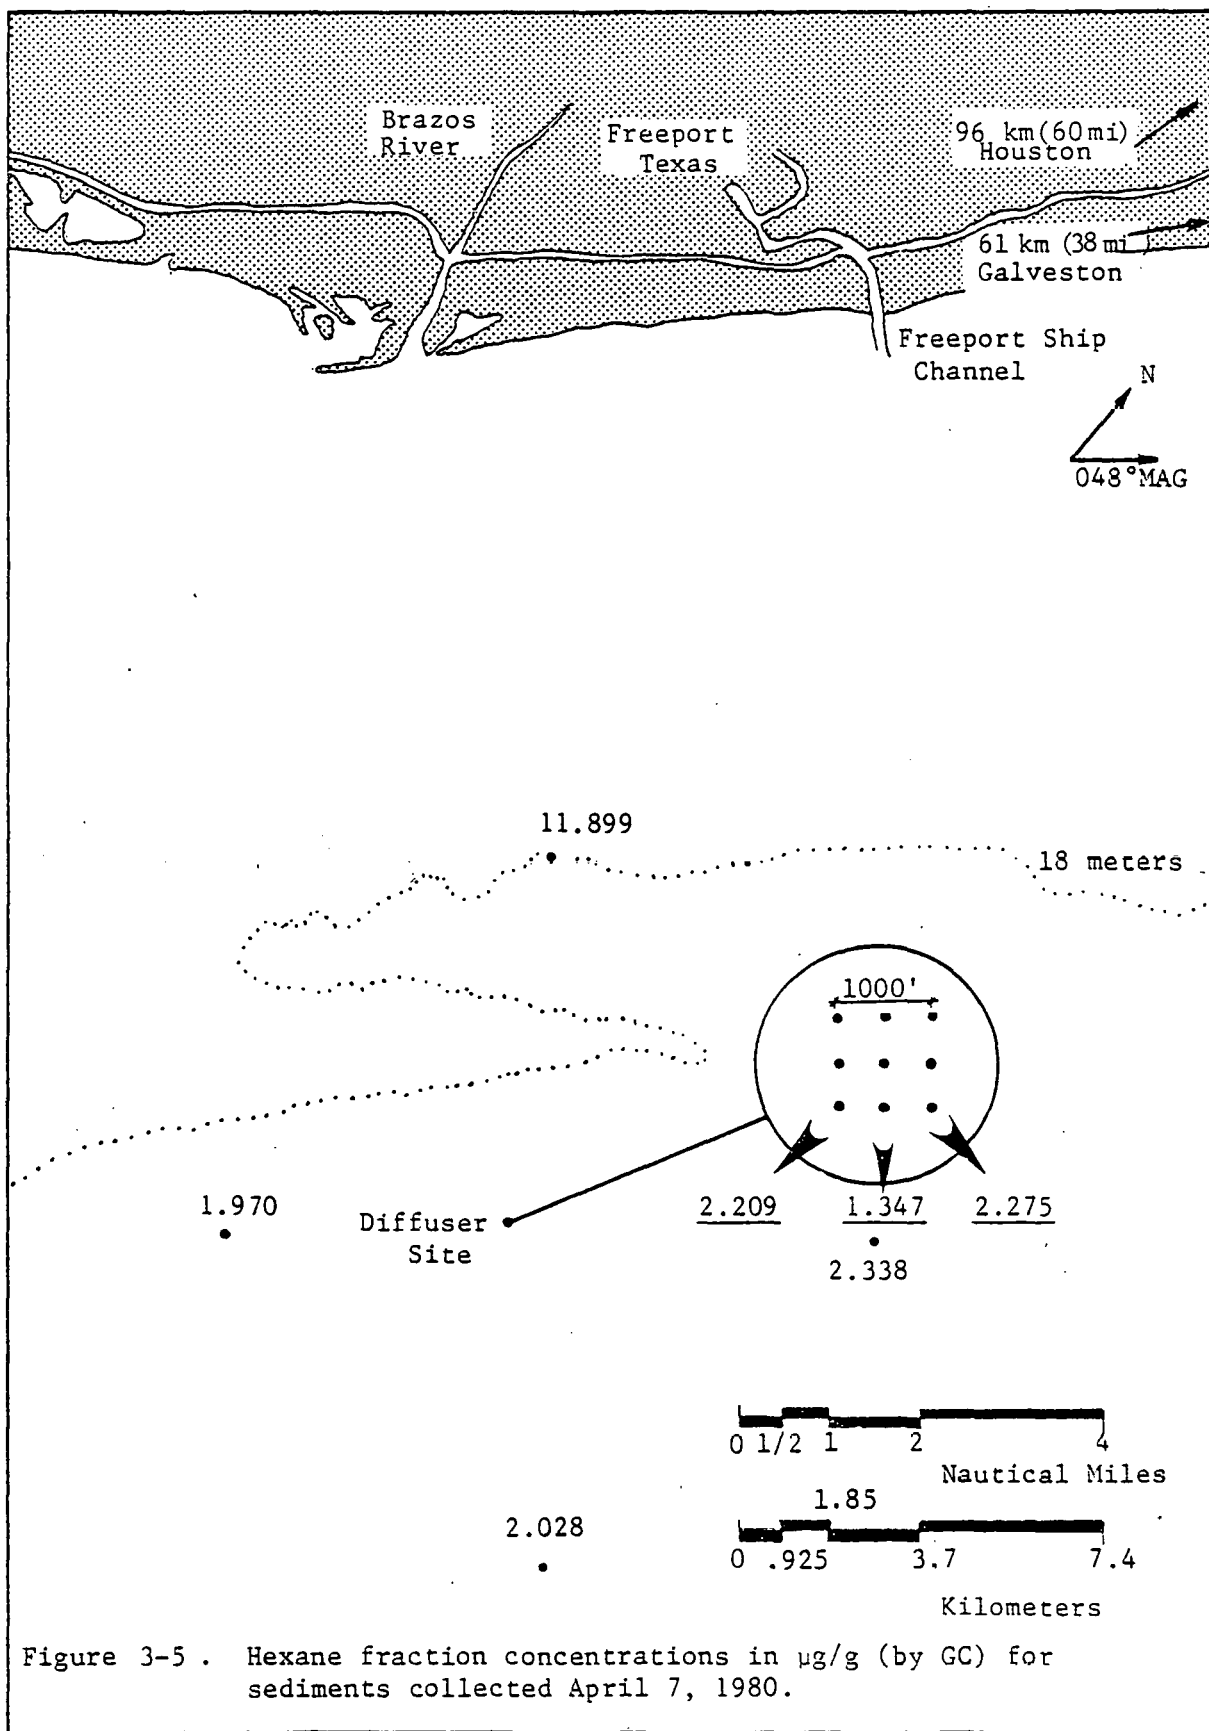 Brazos
River
Freeport
Texas
96 km (60 mi)
Houston
61 km (38 mi)
Galveston
Freeport Ship
Channel
N
048°MAG
11.899
18 meters
1000'
1.970
Diffuser
Site
2.209 1.347 2.275
2.338
0 1/2 1 2 4
Nautical Miles
1.85
0 .925 3.7 7.4
Kilometers
2.028
Figure 3-5 . Hexane fraction concentrations in µg/g (by GC) for
sediments collected April 7, 1980.